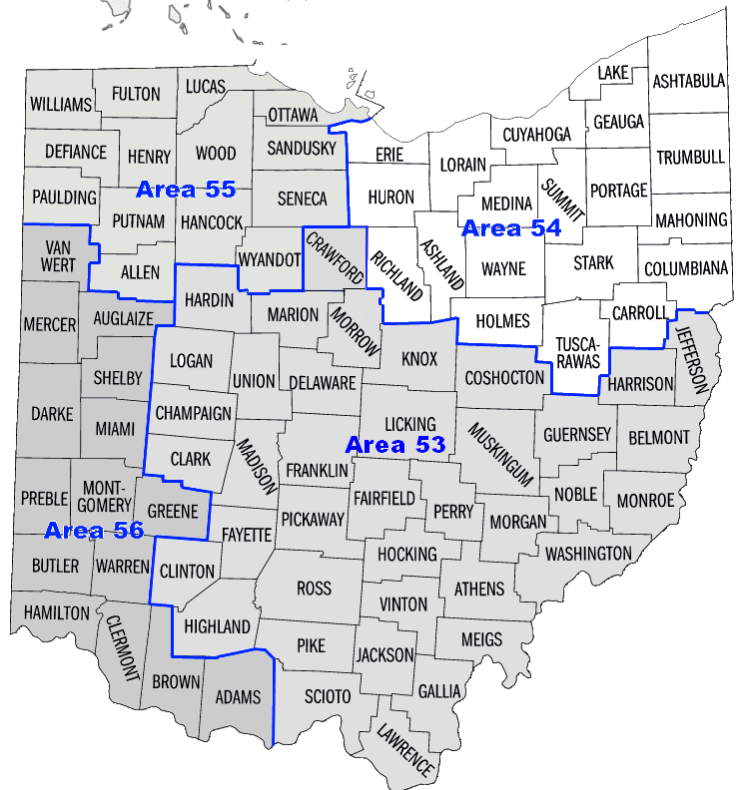 LAKE
ASHTABULA
LUCAS
FULTON
WILLIAMS
OTTAWA
GEAUGA
CUYAHOGA
SANDUSKY
ERIE
DEFIANCE
HENRY
WOOD
TRUMBULL
LORAIN
Area 55
PORTAGE
SUMMIT
PAULDING
SENECA
HURON
MEDINA
PUTNAM
HANCOCK
MAHONING
Area 54
VAN
WERT
WYANDOT
CRAWFORD
RICHLAND
ASHLAND
WAYNE
STARK
COLUMBIANA
ALLEN
HARDIN
MERCER
AUGLAIZE
MARION
MORROW
HOLMES
CARROLL
TUSCA-
RAWAS
JEFFERSON
LOGAN
KNOX
SHELBY
UNION
DELAWARE
COSHOCTON
HARRISON
DARKE
CHAMPAIGN
MIAMI
LICKING
GUERNSEY
BELMONT
Area 53
MUSKINGUM
CLARK
MADISON
FRANKLIN
PREBLE
MONT-
GOMERY
GREENE
FAIRFIELD
NOBLE
MONROE
PICKAWAY
PERRY
MORGAN
Area 56
FAYETTE
HOCKING
WASHINGTON
BUTLER
WARREN
CLINTON
ROSS
ATHENS
VINTON
HAMILTON
CLERMONT
HIGHLAND
MEIGS
PIKE
JACKSON
BROWN
ADAMS
SCIOTO
GALLIA
LAWRENCE